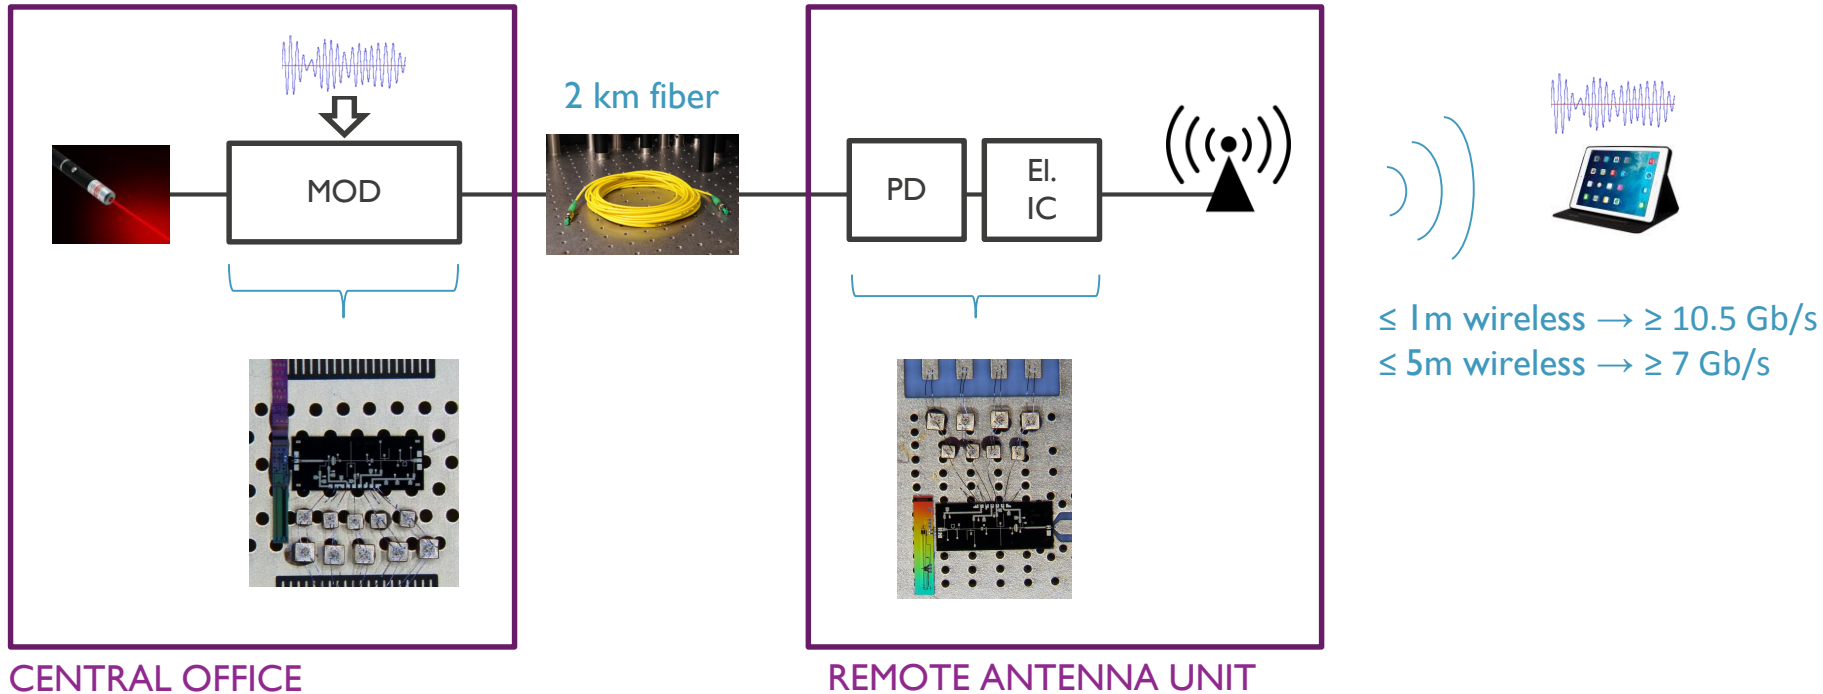 2 km fiber
MOD
PD
El.
IC
≤ 1m wireless → ≥ 10.5 Gb/s
≤ 5m wireless → ≥ 7 Gb/s
CENTRAL OFFICE
REMOTE ANTENNA UNIT